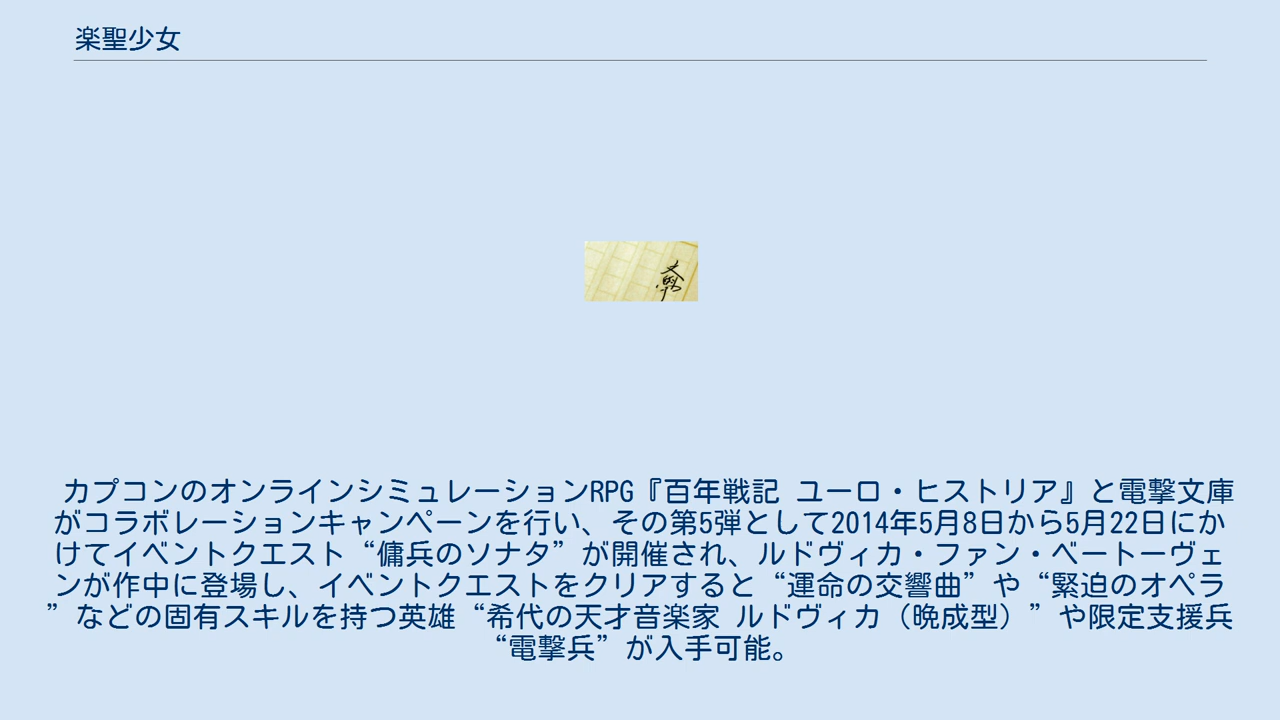 楽聖少女
カプコンのオンラインシミュレーションRPG『百年戦記 ユーロ・ヒストリア』と電撃文庫
がコラボレーションキャンペーンを行い、その第5弾として2014年5月8日から5月22日にか
けてイベントクエスト“傭兵のソナタ”が開催され、ルドヴィカ・ファン・ベートーヴェ
ンが作中に登場し、イベントクエストをクリアすると“運命の交響曲”や“緊迫のオペラ
”などの固有スキルを持つ英雄“希代の天才音楽家 ルドヴィカ（晩成型）”や限定支援兵
“電撃兵”が入手可能。